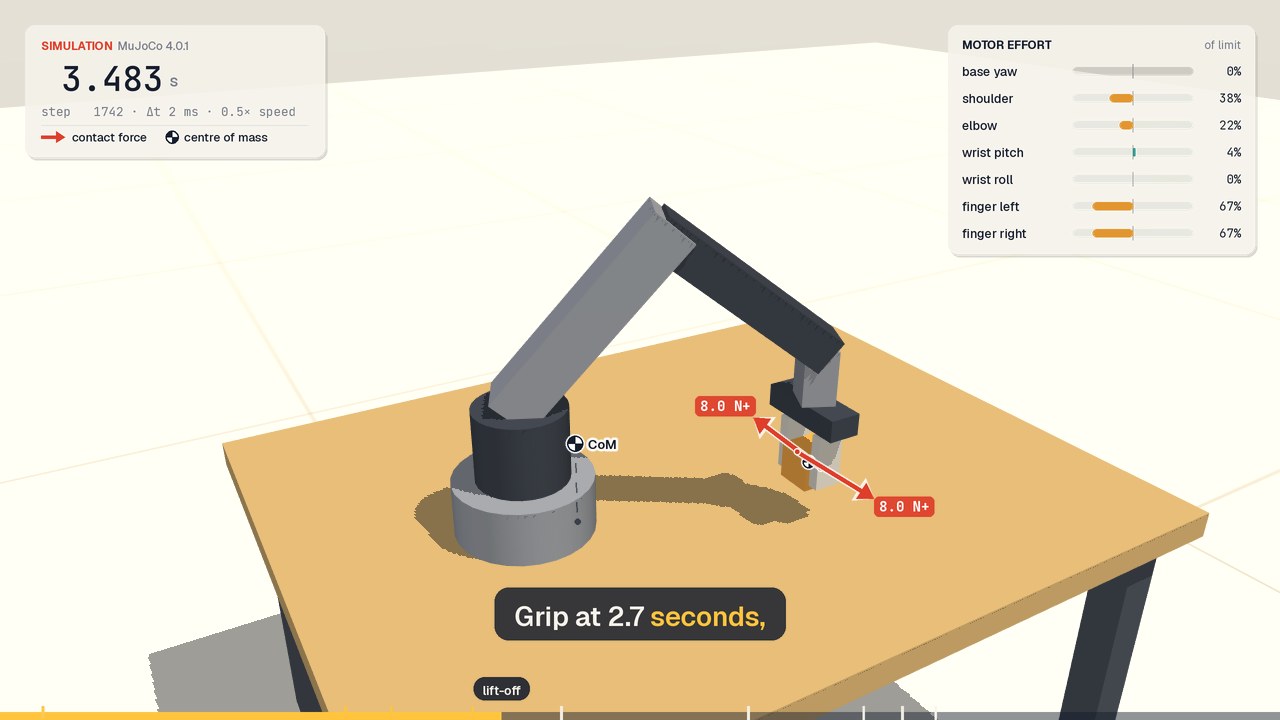 SIMULATION MuJoCo 4.0.1
3.483 s
step 1742 · Δt 2 ms · 0.5× speed
contact force centre of mass
MOTOR EFFORT of limit
base yaw 0%
shoulder 38%
elbow 22%
wrist pitch 4%
wrist roll 0%
finger left 67%
finger right 67%
8.0 N+
CoM
8.0 N+
Grip at 2.7 seconds,
lift-off